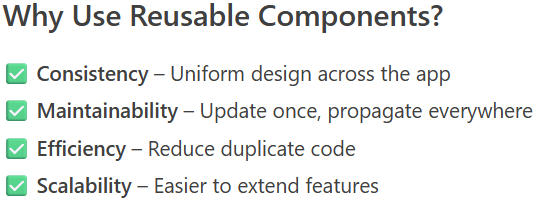 Why Use Reusable Components?
✅ Consistency – Uniform design across the app
✅ Maintainability – Update once, propagate everywhere
✅ Efficiency – Reduce duplicate code
✅ Scalability – Easier to extend features